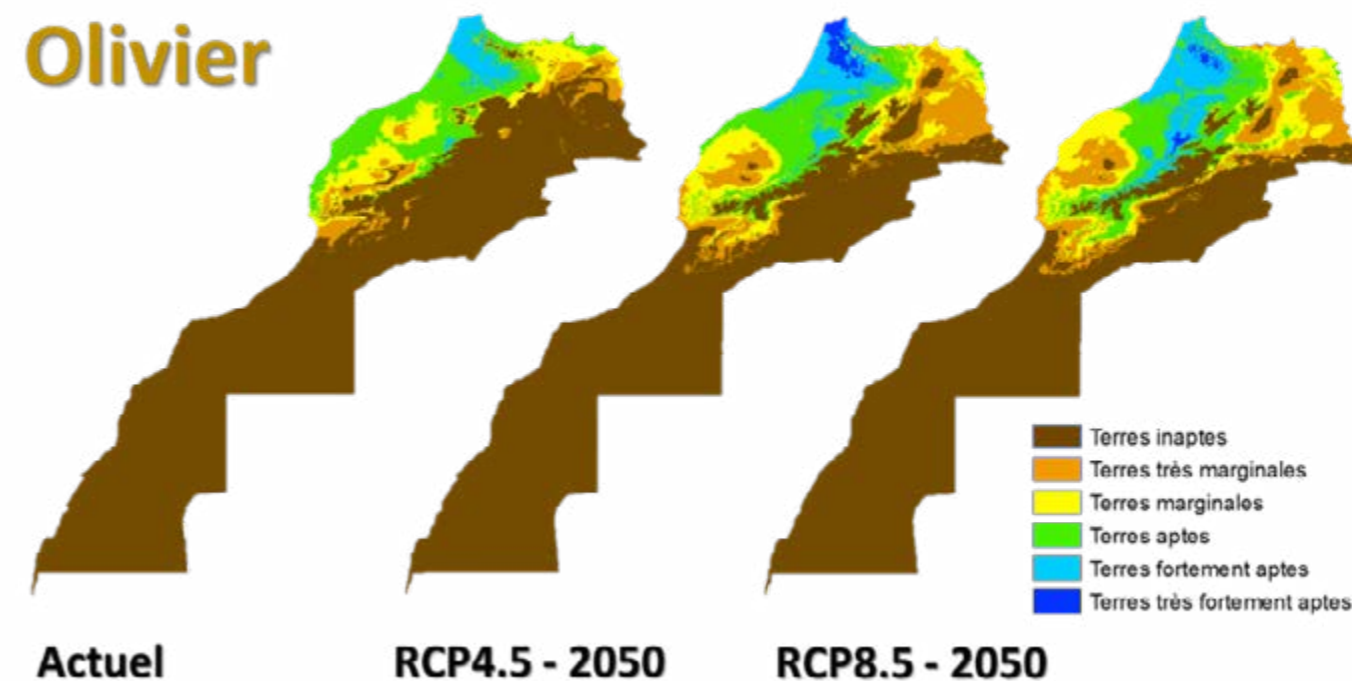 Olivier
Terres inaptes
Terres très marginales
Terres marginales
Terres aptes
Terres fortement aptes
Terres très fortement aptes
Actuel
RCP4.5 - 2050
RCP8.5 - 2050